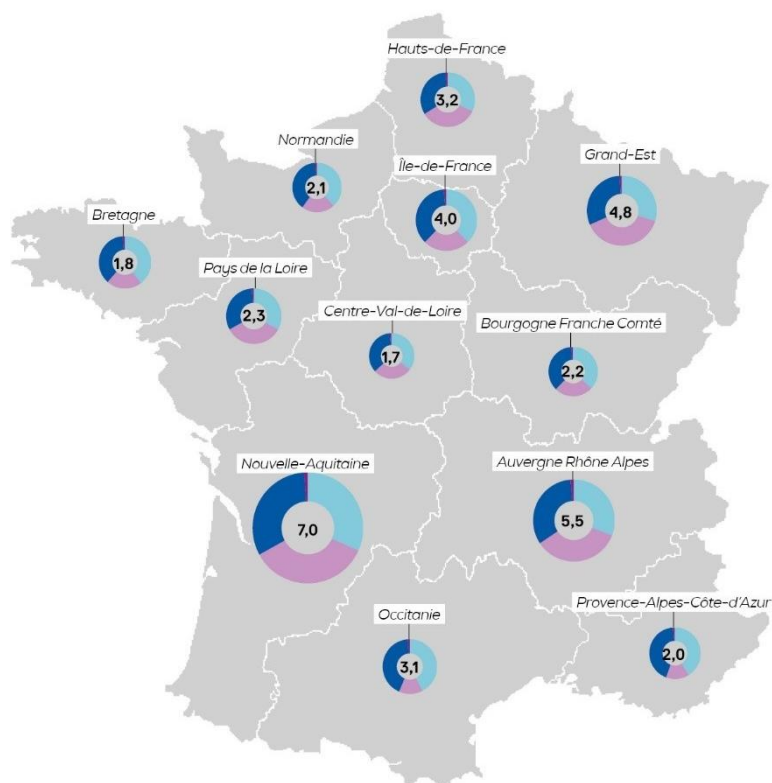 Hauts-de-France
3,2
Normandie
2,1
Île-de-France
4,0
Grand-Est
4,8
Bretagne
1,8
Pays de la Loire
2,3
Centre-Val-de-Loire
1,7
Bourgogne Franche Comté
2,2
Nouvelle-Aquitaine
7,0
Auvergne Rhône Alpes
5,5
Occitanie
3,1
Provence-Alpes-Côte-d'Azur
2,0